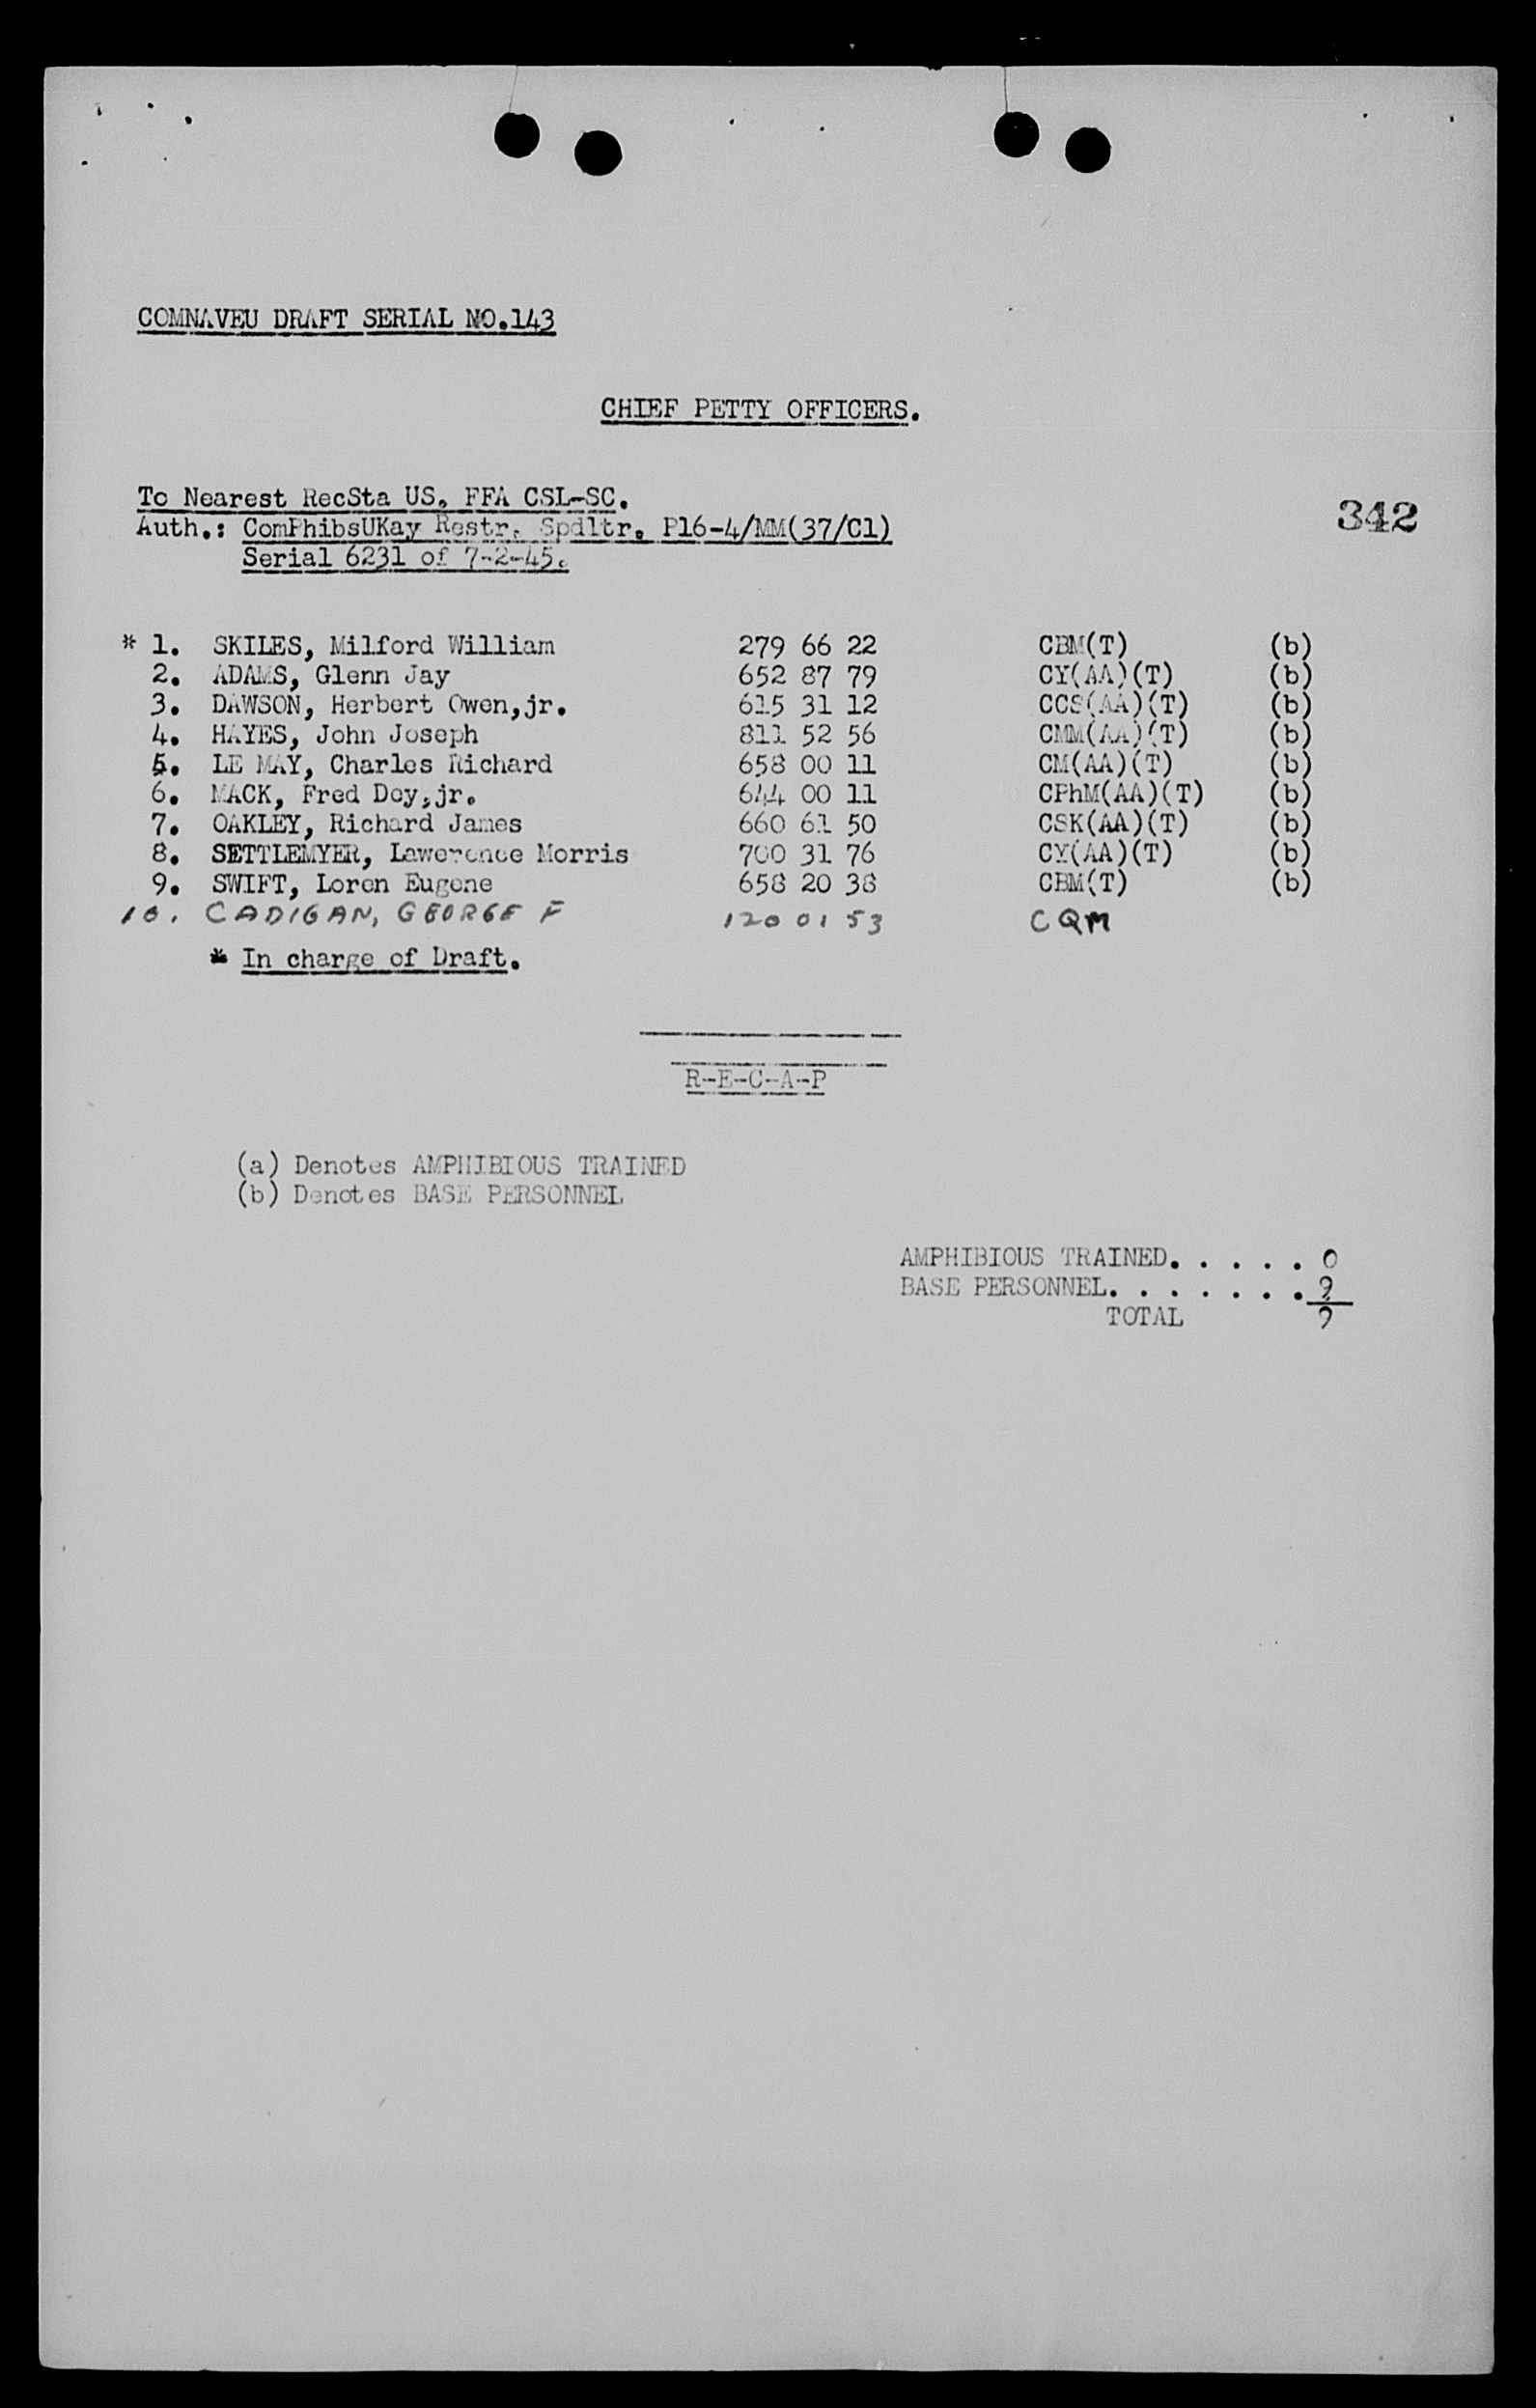 COMNAVEU DRAFT SERIAL NO.143
CHIEF PETTY OFFICERS.
To Nearest RecSta US, FFA CSL-SC.
Auth.: ComPhibsUKay Restr. Spdltr. P16-4/MM(37/C1)
342
Serial 6231 of 7-2-45.
* 1. SKILES, Milford William 279 66 22 CBM(T) (b)
2. ADAMS, Glenn Jay 652 87 79 CY(AA)(T) (b)
3. DAWSON, Herbert Owen,jr. 615 31 12 CCS(AA)(T) (b)
4. HAYES, John Joseph 811 52 56 CMM(AA)(T) (b)
5. LE MAY, Charles Richard 658 00 11 CM(AA)(T) (b)
6. MACK, Fred Doy,jr. 644 00 11 CPhM(AA)(T) (b)
7. OAKLEY, Richard James 660 61 50 CSK(AA)(T) (b)
8. SETTLEMYER, Lawerence Morris 700 31 76 CY(AA)(T) (b)
9. SWIFT, Loren Eugene 658 20 38 CBM(T) (b)
10. CADIGAN, GEORGE F 120 01 53 CQM
* In charge of Draft.
R--E--C--A--P
(a) Denotes AMPHIBIOUS TRAINED
(b) Denotes BASE PERSONNEL
AMPHIBIOUS TRAINED. . . . . 0
BASE PERSONNEL. . . . . . . 9
TOTAL 9